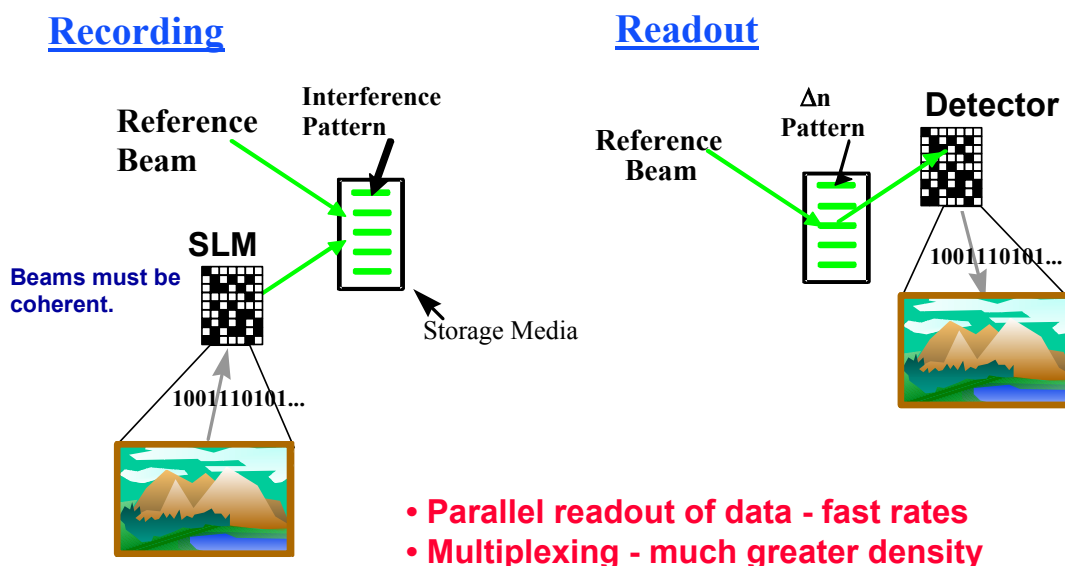 Recording
Interference
Pattern
Reference
Beam
SLM
Beams must be
coherent.
Storage Media
1001110101...
Readout
Δn
Pattern
Detector
Reference
Beam
1001110101...
• Parallel readout of data - fast rates
• Multiplexing - much greater density